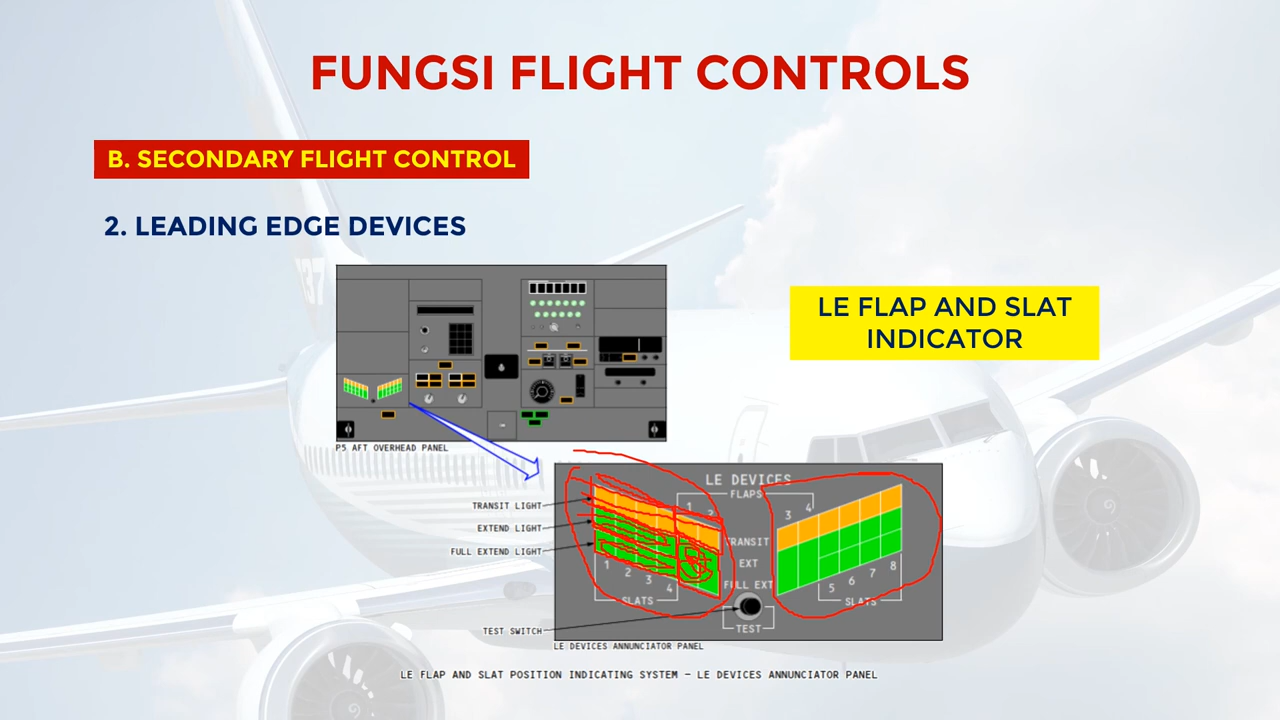 FUNGSI FLIGHT CONTROLS
B. SECONDARY FLIGHT CONTROL
2. LEADING EDGE DEVICES
LE FLAP AND SLAT
INDICATOR
P5 AFT OVERHEAD PANEL
LE DEVICES
FLAPS
1 2 3 4
TRANSIT LIGHT
EXTEND LIGHT
FULL EXTEND LIGHT
TRANSIT
EXT
FULL EXT
1 2 3 4 5 6 7 8
SLATS SLATS
TEST SWITCH
TEST
LE DEVICES ANNUNCIATOR PANEL
LE FLAP AND SLAT POSITION INDICATING SYSTEM - LE DEVICES ANNUNCIATOR PANEL
737